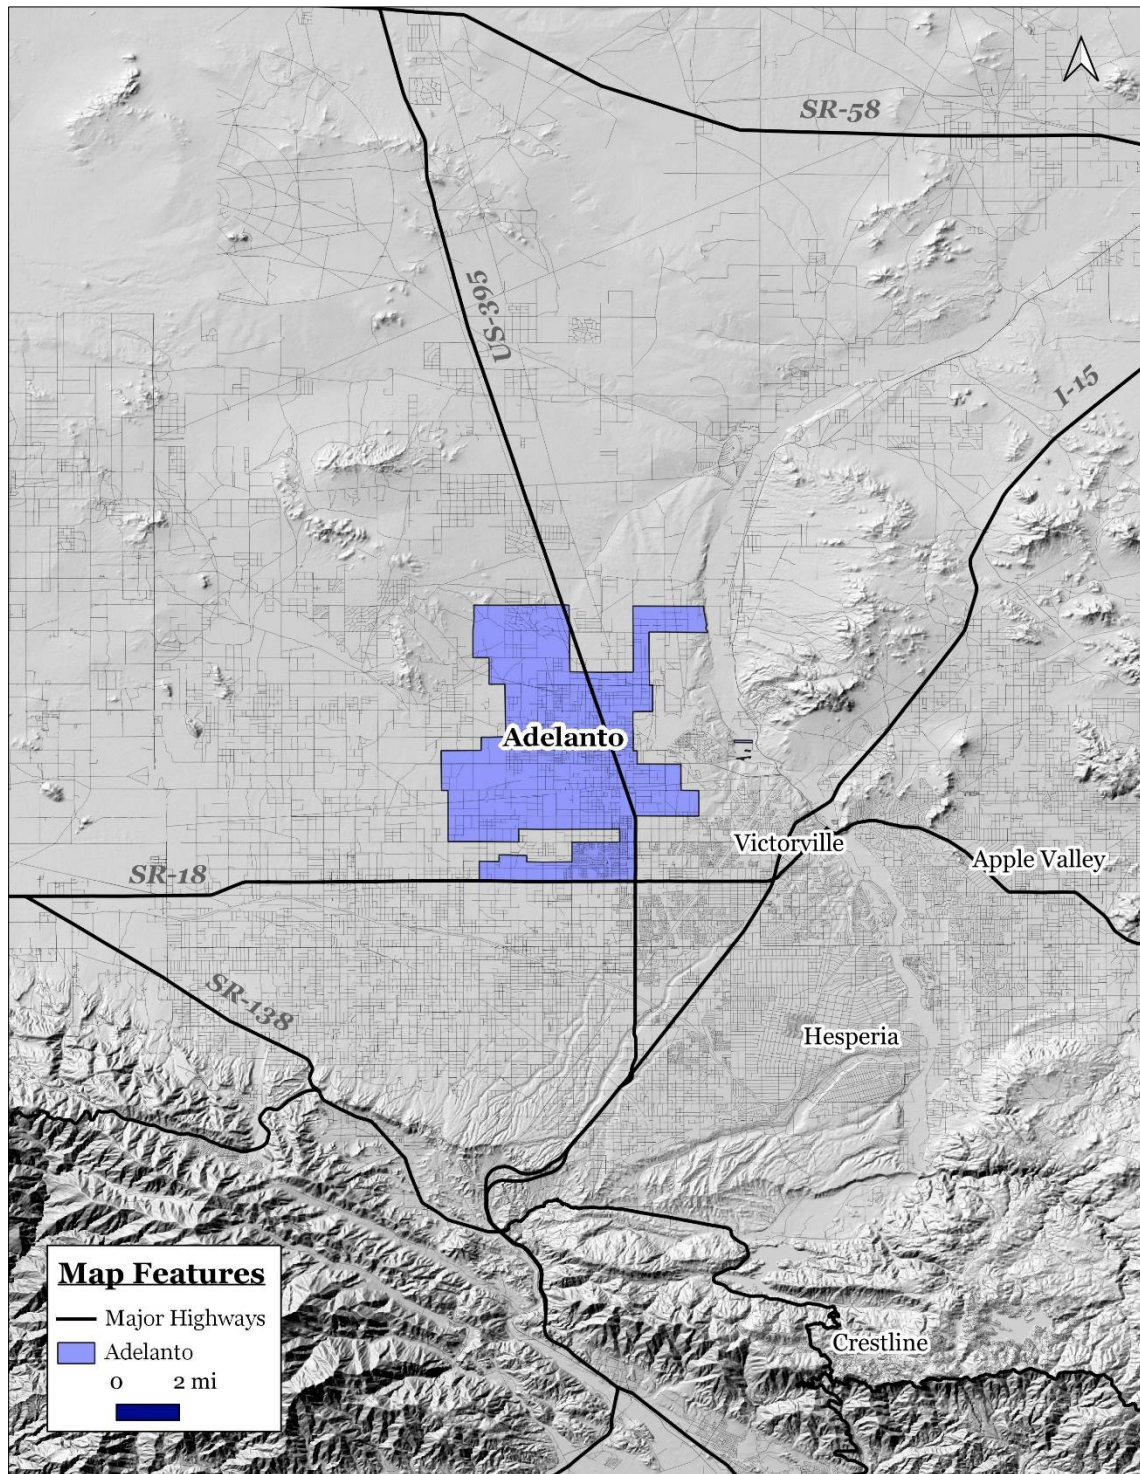 SR-58
US-395
I-15
Adelanto
Victorville
Apple Valley
SR-18
SR-138
Hesperia
Map Features
Major Highways
Adelanto
0 2 mi
Crestline